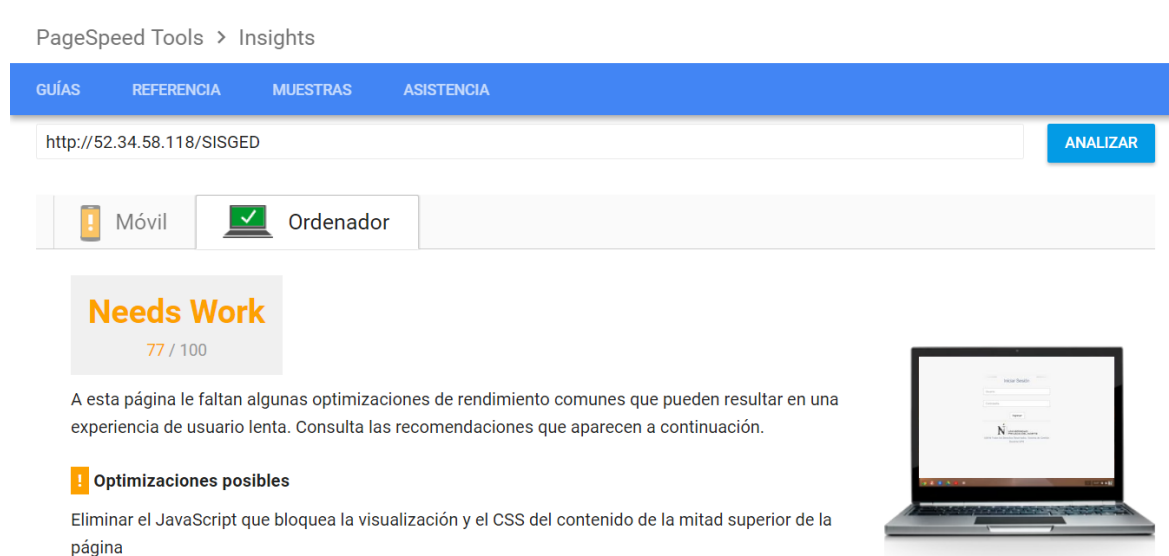 PageSpeed Tools > Insights
GUÍAS REFERENCIA MUESTRAS ASISTENCIA
http://52.34.58.118/SISGED ANALIZAR
! Móvil Ordenador
Needs Work
77 / 100
A esta página le faltan algunas optimizaciones de rendimiento comunes que pueden resultar en una
experiencia de usuario lenta. Consulta las recomendaciones que aparecen a continuación.
! Optimizaciones posibles
Eliminar el JavaScript que bloquea la visualización y el CSS del contenido de la mitad superior de la
página
Iniciar Sesión
N